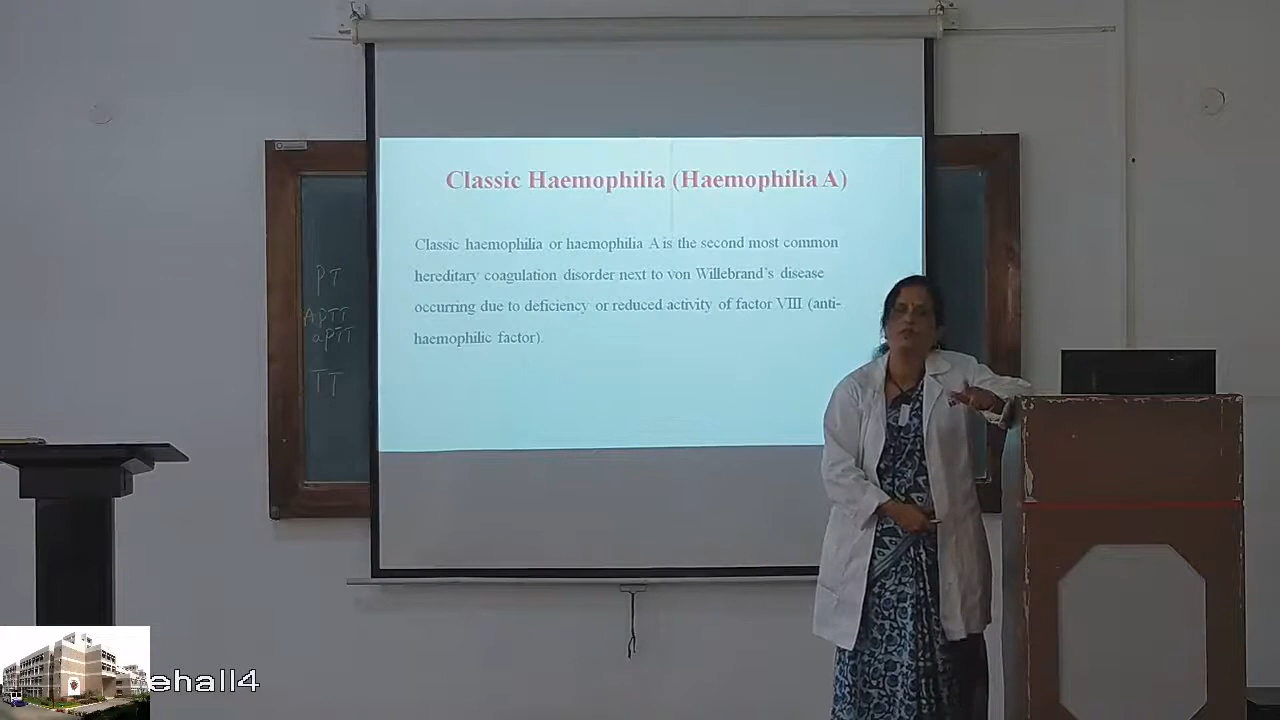 Classic Haemophilia (Haemophilia A)
Classic haemophilia or haemophilia A is the second most common
hereditary coagulation disorder next to von Willebrand's disease
occurring due to deficiency or reduced activity of factor VIII (anti-
haemophilic factor).
PT
APTT
aPTT
TT
ehall4